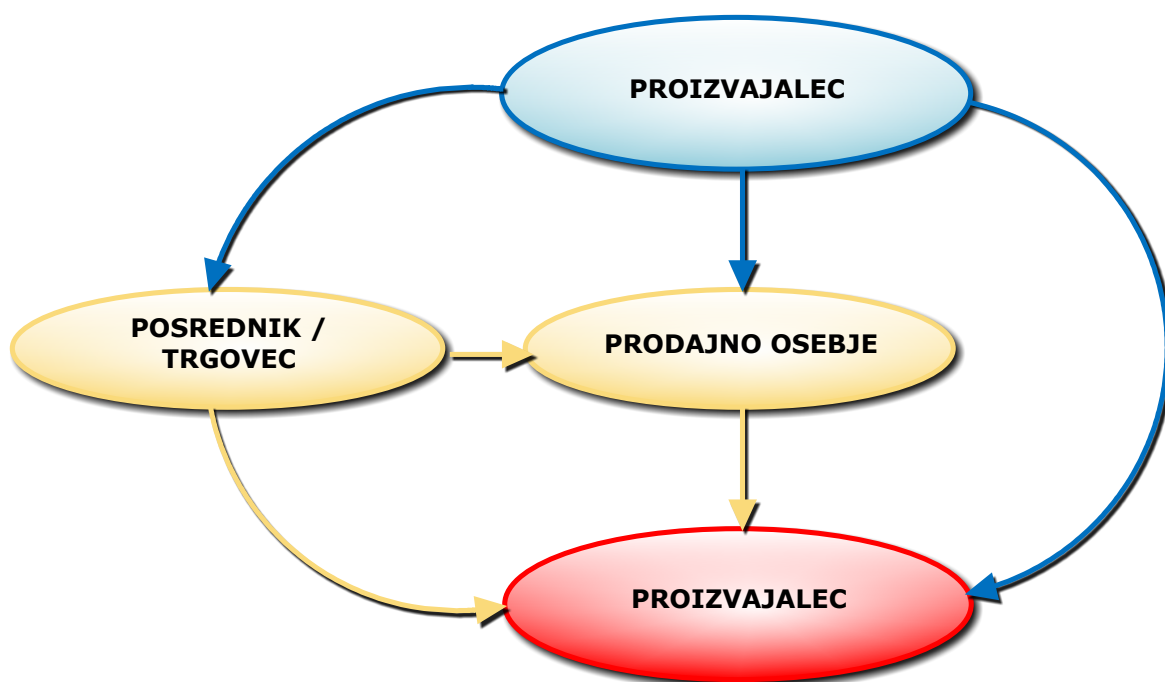 PROIZVAJALEC
POSREDNIK /
TRGOVEC
PRODAJNO OSEBJE
PROIZVAJALEC